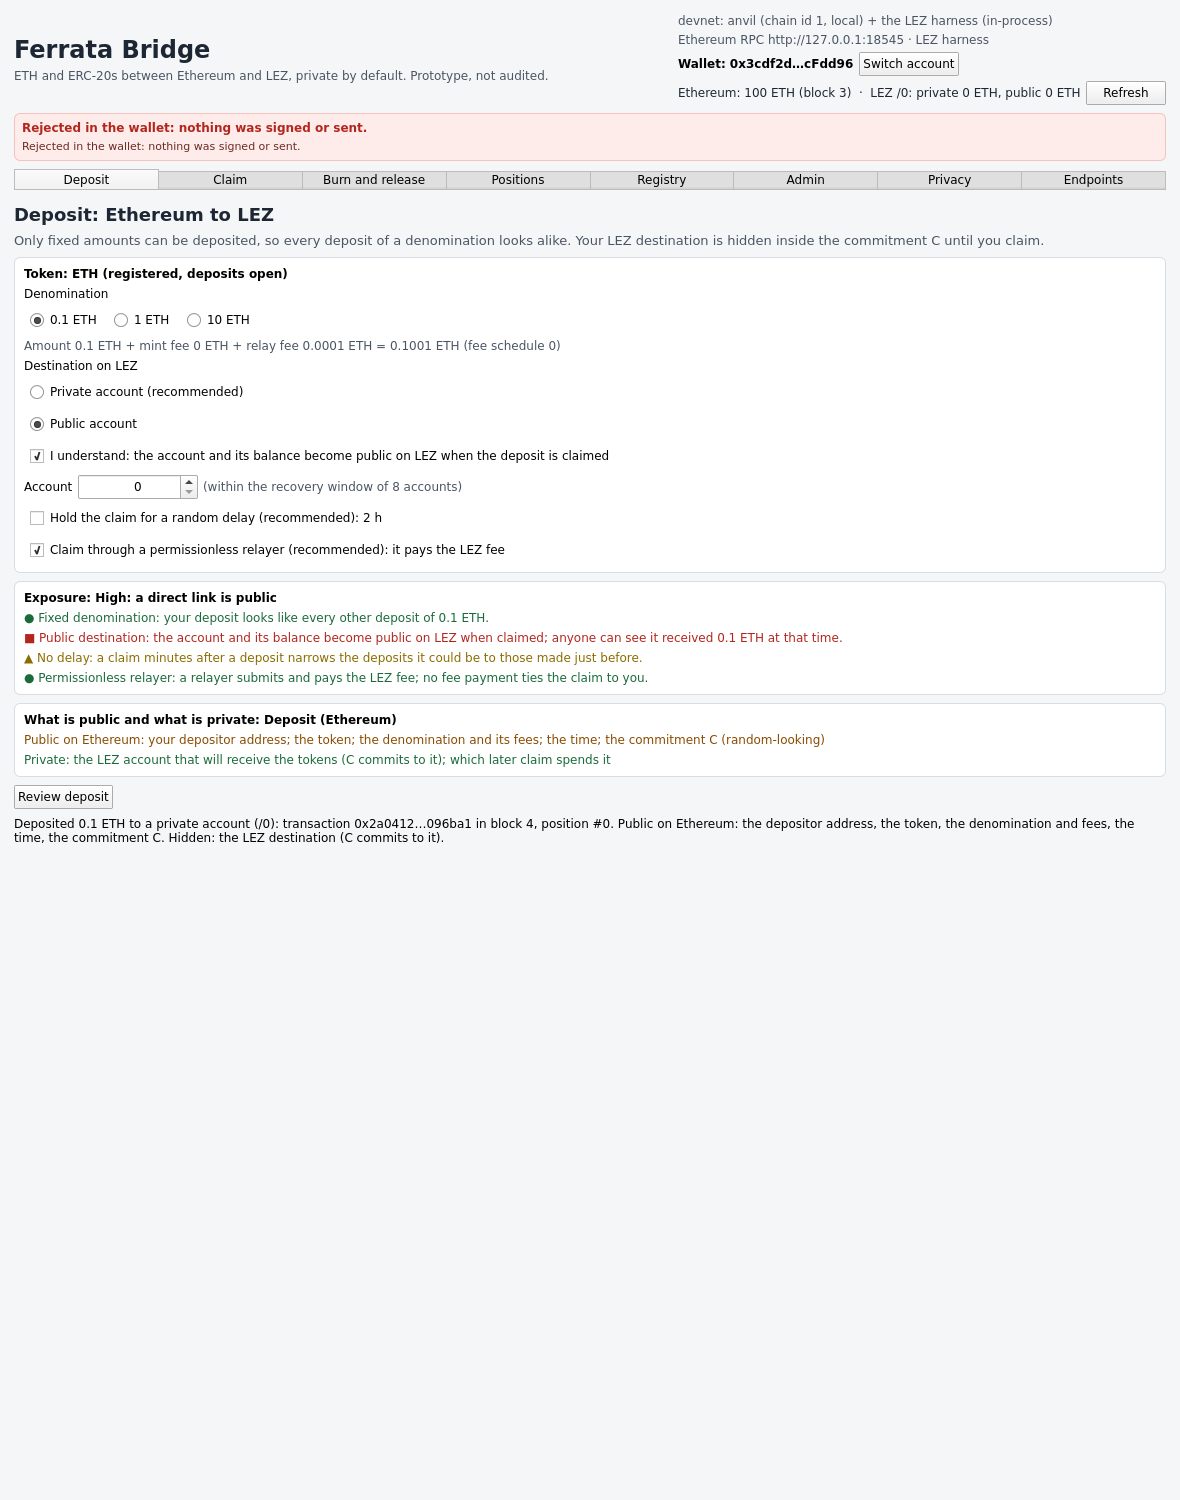 Ferrata Bridge
ETH and ERC-20s between Ethereum and LEZ, private by default. Prototype, not audited.
devnet: anvil (chain id 1, local) + the LEZ harness (in-process)
Ethereum RPC http://127.0.0.1:18545 · LEZ harness
Wallet: 0x3cdf2d…cFdd96 Switch account
Ethereum: 100 ETH (block 3) · LEZ /0: private 0 ETH, public 0 ETH Refresh
Rejected in the wallet: nothing was signed or sent.
Rejected in the wallet: nothing was signed or sent.
Deposit Claim Burn and release Positions Registry Admin Privacy Endpoints
Deposit: Ethereum to LEZ
Only fixed amounts can be deposited, so every deposit of a denomination looks alike. Your LEZ destination is hidden inside the commitment C until you claim.
Token: ETH (registered, deposits open)
Denomination
0.1 ETH 1 ETH 10 ETH
Amount 0.1 ETH + mint fee 0 ETH + relay fee 0.0001 ETH = 0.1001 ETH (fee schedule 0)
Destination on LEZ
Private account (recommended)
Public account
I understand: the account and its balance become public on LEZ when the deposit is claimed
Account 0 (within the recovery window of 8 accounts)
Hold the claim for a random delay (recommended): 2 h
Claim through a permissionless relayer (recommended): it pays the LEZ fee
Exposure: High: a direct link is public
● Fixed denomination: your deposit looks like every other deposit of 0.1 ETH.
■ Public destination: the account and its balance become public on LEZ when claimed; anyone can see it received 0.1 ETH at that time.
▲ No delay: a claim minutes after a deposit narrows the deposits it could be to those made just before.
● Permissionless relayer: a relayer submits and pays the LEZ fee; no fee payment ties the claim to you.
What is public and what is private: Deposit (Ethereum)
Public on Ethereum: your depositor address; the token; the denomination and its fees; the time; the commitment C (random-looking)
Private: the LEZ account that will receive the tokens (C commits to it); which later claim spends it
Review deposit
Deposited 0.1 ETH to a private account (/0): transaction 0x2a0412…096ba1 in block 4, position #0. Public on Ethereum: the depositor address, the token, the denomination and fees, the
time, the commitment C. Hidden: the LEZ destination (C commits to it).